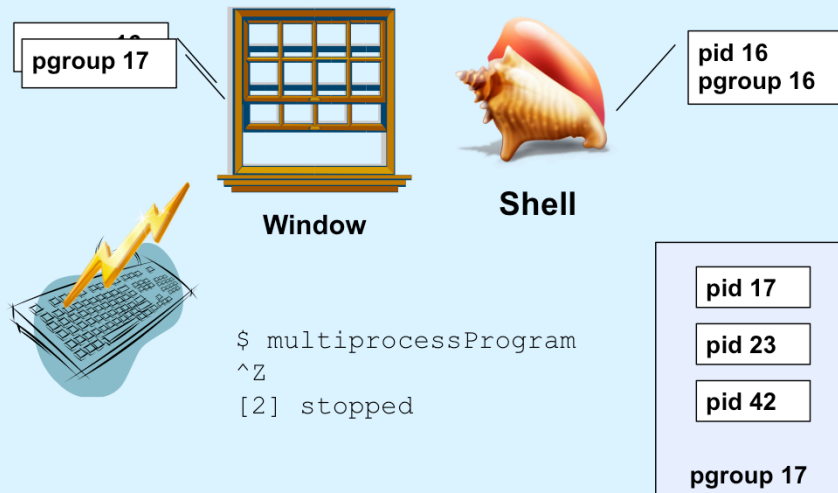 pgroup 17
pid 16
pgroup 16
Window
Shell
$ multiprocessProgram
^Z
[2] stopped
pid 17
pid 23
pid 42
pgroup 17